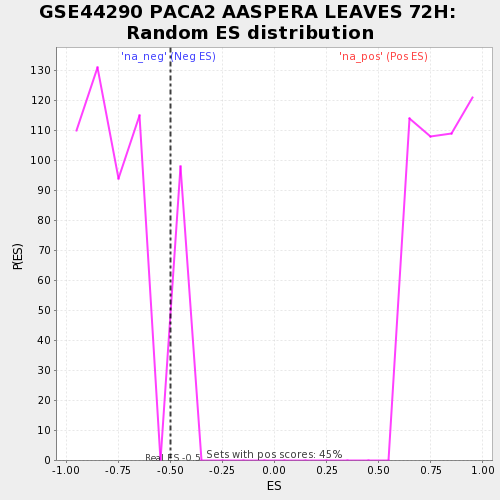 GSE44290 PACA2 AASPERA LEAVES 72H:
Random ES distribution
'na_neg' (Neg ES)
'na_pos' (Pos ES)
P(ES)
130
120
110
100
90
80
70
60
50
40
30
20
10
0
Real ES -0.5
Sets with pos scores: 45%
-1.00 -0.75 -0.50 -0.25 0.00 0.25 0.50 0.75 1.00
ES